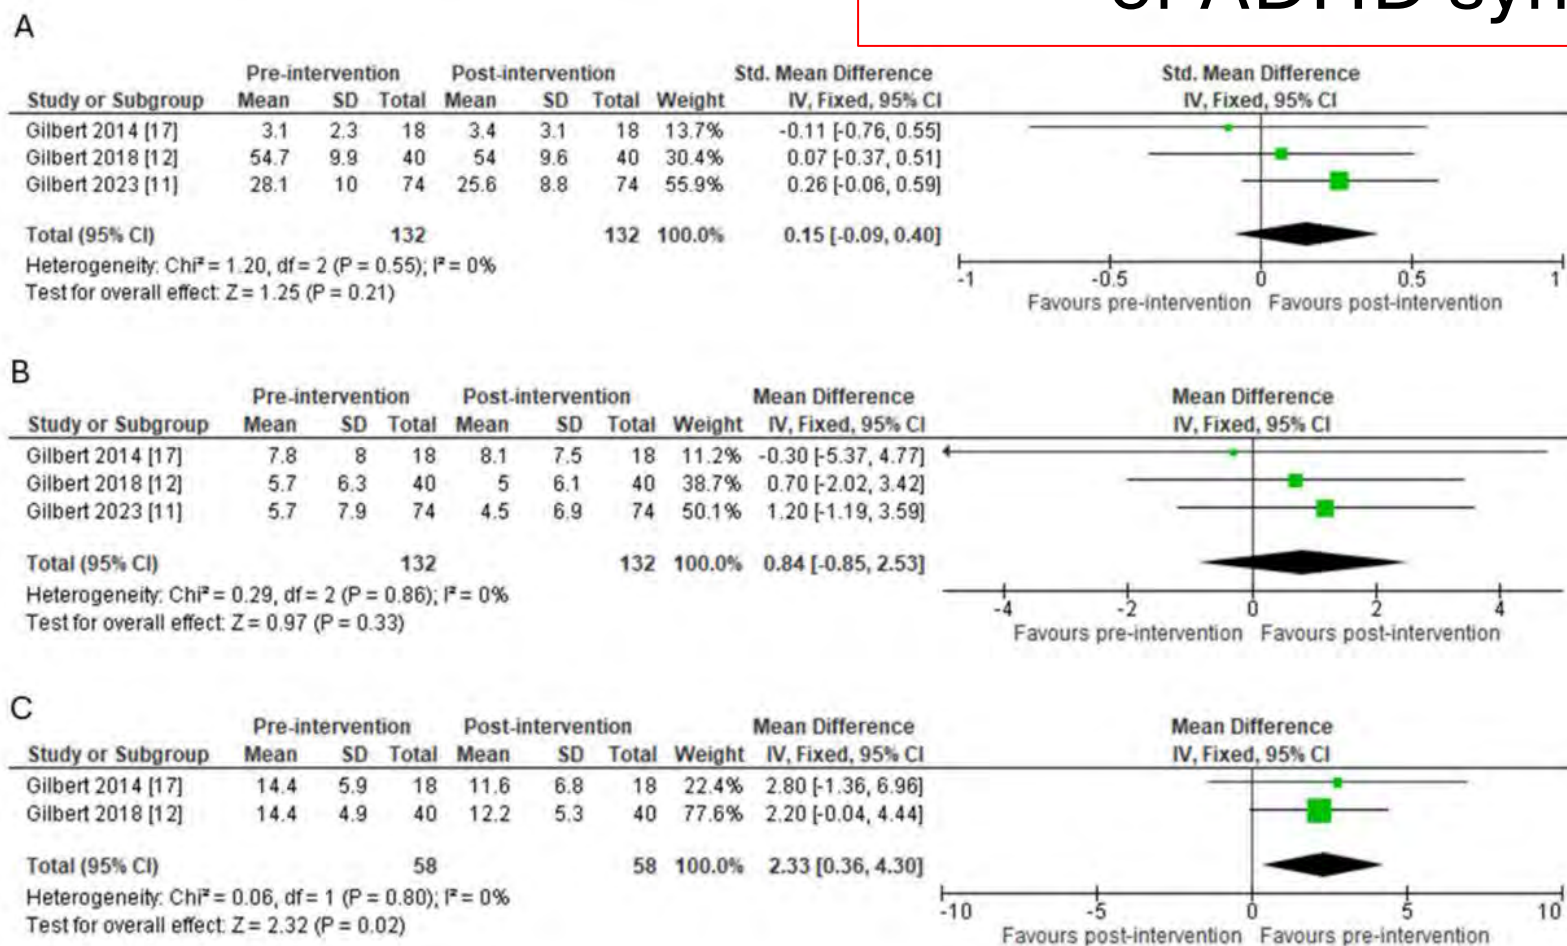 of ADHD syn
A
Pre-intervention Post-intervention Std. Mean Difference Std. Mean Difference
Study or Subgroup Mean SD Total Mean SD Total Weight IV, Fixed, 95% CI IV, Fixed, 95% CI
Gilbert 2014 [17] 3.1 2.3 18 3.4 3.1 18 13.7% -0.11 [-0.76, 0.55]
Gilbert 2018 [12] 54.7 9.9 40 54 9.6 40 30.4% 0.07 [-0.37, 0.51]
Gilbert 2023 [11] 28.1 10 74 25.6 8.8 74 55.9% 0.26 [-0.06, 0.59]
Total (95% CI) 132 132 100.0% 0.15 [-0.09, 0.40]
Heterogeneity: Chi² = 1.20, df = 2 (P = 0.55); I² = 0%
Test for overall effect: Z = 1.25 (P = 0.21)
-1 -0.5 0 0.5 1
Favours pre-intervention Favours post-intervention
B
Pre-intervention Post-intervention Mean Difference Mean Difference
Study or Subgroup Mean SD Total Mean SD Total Weight IV, Fixed, 95% CI IV, Fixed, 95% CI
Gilbert 2014 [17] 7.8 8 18 8.1 7.5 18 11.2% -0.30 [-5.37, 4.77]
Gilbert 2018 [12] 5.7 6.3 40 5 6.1 40 38.7% 0.70 [-2.02, 3.42]
Gilbert 2023 [11] 5.7 7.9 74 4.5 6.9 74 50.1% 1.20 [-1.19, 3.59]
Total (95% CI) 132 132 100.0% 0.84 [-0.85, 2.53]
Heterogeneity: Chi² = 0.29, df = 2 (P = 0.86); I² = 0%
Test for overall effect: Z = 0.97 (P = 0.33)
-4 -2 0 2 4
Favours pre-intervention Favours post-intervention
C
Pre-intervention Post-intervention Mean Difference Mean Difference
Study or Subgroup Mean SD Total Mean SD Total Weight IV, Fixed, 95% CI IV, Fixed, 95% CI
Gilbert 2014 [17] 14.4 5.9 18 11.6 6.8 18 22.4% 2.80 [-1.36, 6.96]
Gilbert 2018 [12] 14.4 4.9 40 12.2 5.3 40 77.6% 2.20 [-0.04, 4.44]
Total (95% CI) 58 58 100.0% 2.33 [0.36, 4.30]
Heterogeneity: Chi² = 0.06, df = 1 (P = 0.80); I² = 0%
Test for overall effect: Z = 2.32 (P = 0.02)
-10 -5 0 5 10
Favours post-intervention Favours pre-intervention